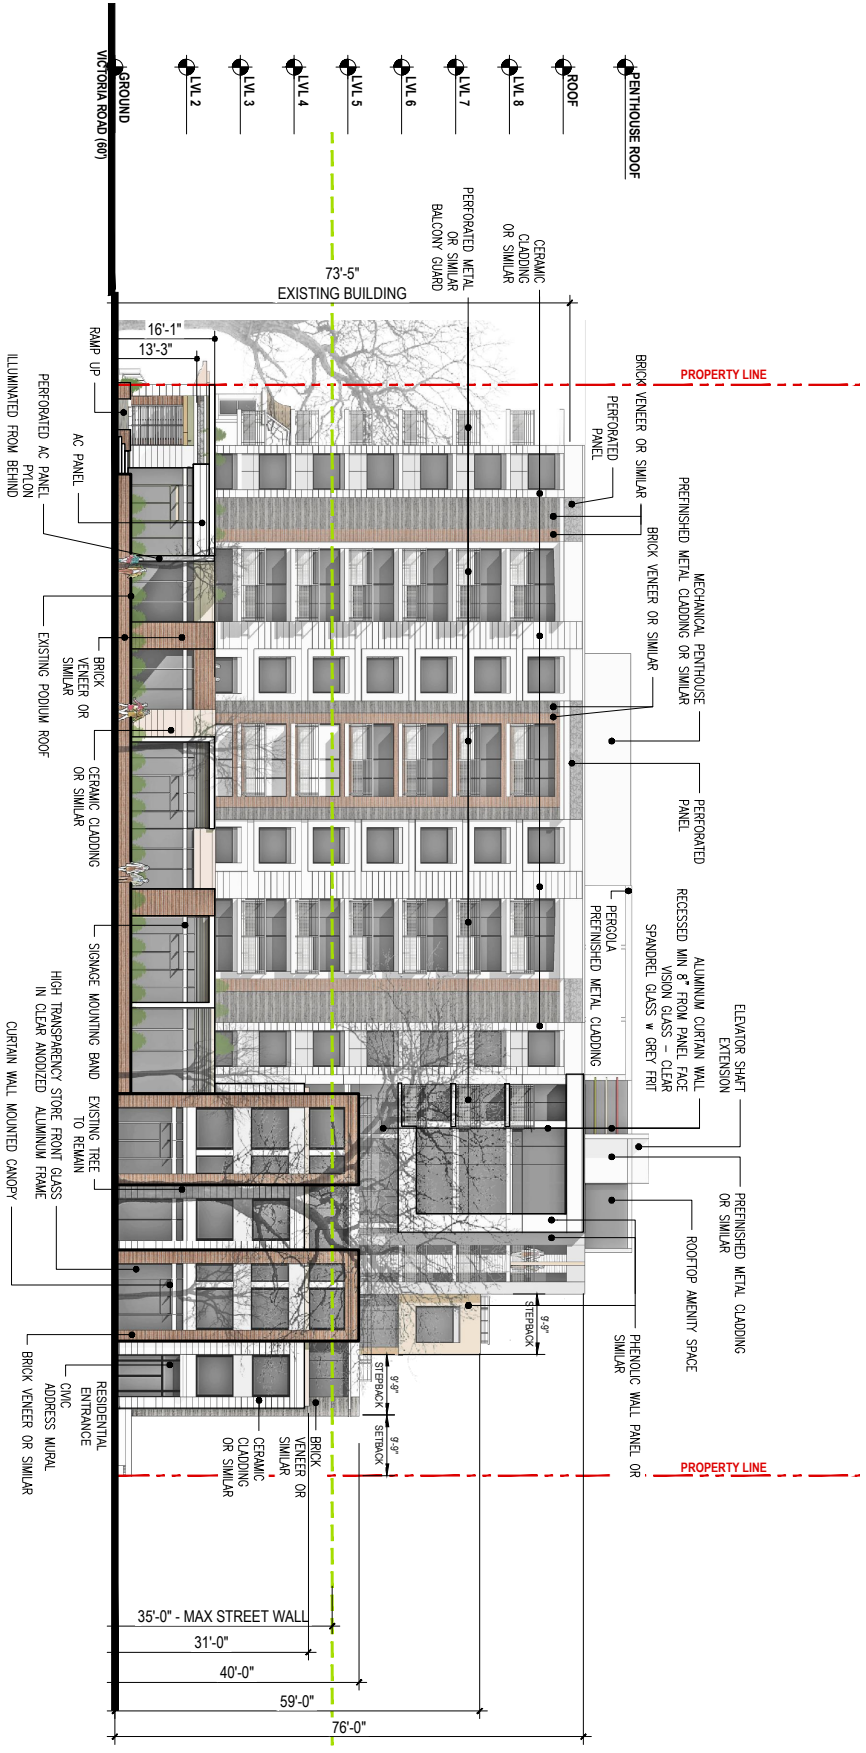 PENTHOUSE ROOF
ROOF
LVL 8
LVL 7
LVL 6
LVL 5
LVL 4
LVL 3
LVL 2
GROUND
VICTORIA ROAD (60')
CERAMIC
CLADDING
OR SIMILAR
PERFORATED METAL
OR SIMILAR
BALCONY GUARD
73'-5"
EXISTING BUILDING
16'-1"
13'-3"
PROPERTY LINE
BRICK VENEER OR SIMILAR
PERFORATED
PANEL
MECHANICAL PENTHOUSE
PREFINISHED METAL CLADDING OR SIMILAR
BRICK VENEER OR SIMILAR
PERFORATED
PANEL
PERGOLA
PREFINISHED METAL CLADDING
ALUMINUM CURTAIN WALL
RECESSED MIN 8" FROM PANEL FACE
VISION GLASS - CLEAR
SPANDREL GLASS w GREY FRIT
ELEVATOR SHAFT
EXTENSION
PREFINISHED METAL CLADDING
OR SIMILAR
ROOFTOP AMENITY SPACE
PHENOLIC WALL PANEL OR
SIMILAR
PROPERTY LINE
9'-9"
STEPBACK
9'-9"
STEPBACK
9'-9"
SETBACK
RAMP UP
AC PANEL
PERFORATED AC PANEL
PYLON
ILLUMINATED FROM BEHIND
EXISTING PODIUM ROOF
BRICK
VENEER OR
SIMILAR
CERAMIC CLADDING
OR SIMILAR
SIGNAGE MOUNTING BAND
HIGH TRANSPARENCY STORE FRONT GLASS
IN CLEAR ANODIZED ALUMINUM FRAME
CURTAIN WALL MOUNTED CANOPY
EXISTING TREE
TO REMAIN
BRICK VENEER OR SIMILAR
RESIDENTIAL
ENTRANCE
CIVIC
ADDRESS MURAL
BRICK
VENEER OR
SIMILAR
CERAMIC
CLADDING
OR SIMILAR
35'-0" - MAX STREET WALL
31'-0"
40'-0"
59'-0"
76'-0"